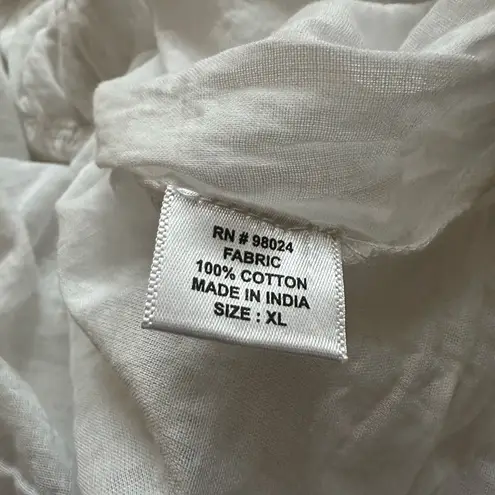 RN # 98024
FABRIC
100% COTTON
MADE IN INDIA
SIZE : XL